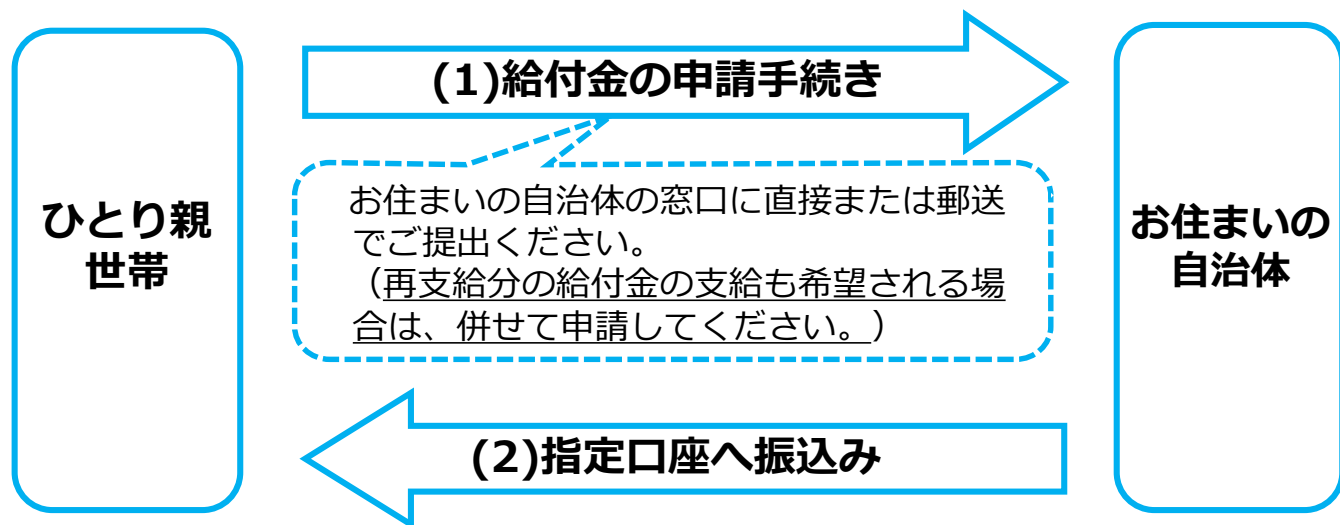 (1)給付金の申請手続き
ひとり親
世帯
お住まいの自治体の窓口に直接または郵送
でご提出ください。
（再支給分の給付金の支給も希望される場
合は、併せて申請してください。）
お住まいの
自治体
(2)指定口座へ振込み